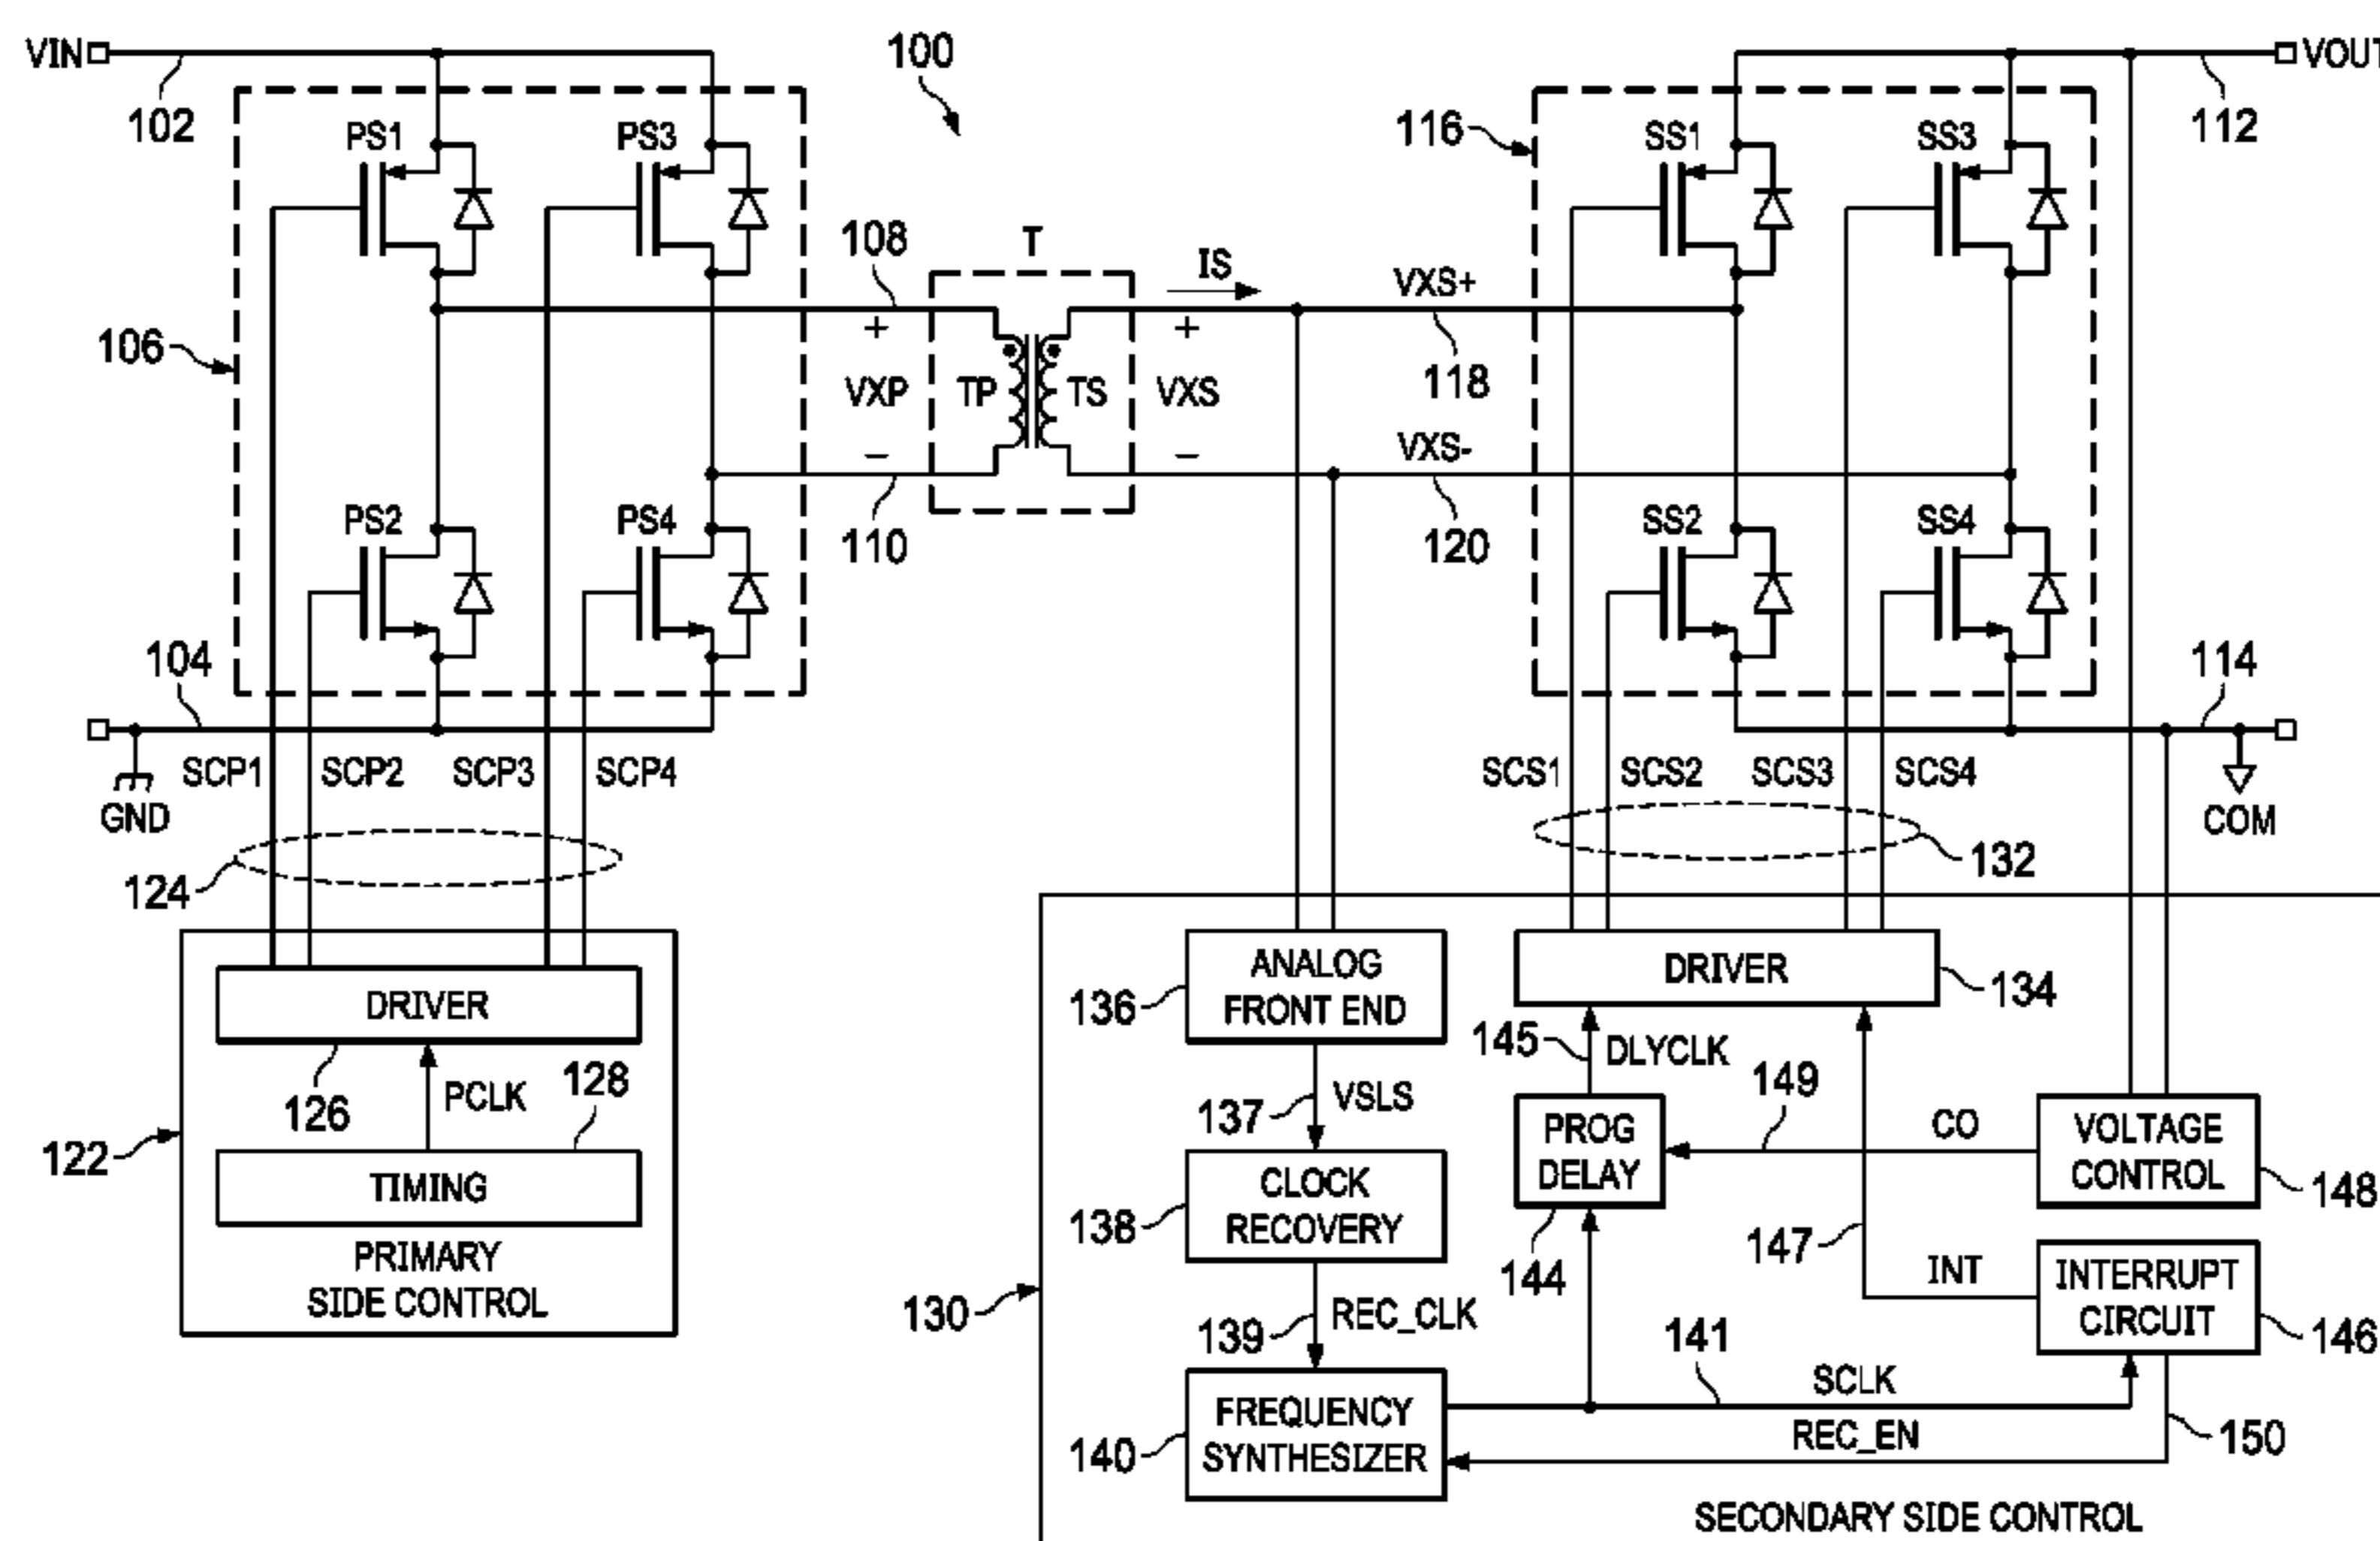 VIN
102
100
VOUT
112
116
PS1
PS3
SS1
SS3
108
T
IS
VXS+
106
+
+
118
VXP
TP
TS
VXS
VXS-
−
−
PS2
PS4
110
120
SS2
SS4
104
114
SCP1
SCP2
SCP3
SCP4
SCS1
SCS2
SCS3
SCS4
GND
COM
124
132
DRIVER
126
PCLK
128
122
TIMING
PRIMARY
SIDE CONTROL
ANALOG
FRONT END
136
DRIVER
134
145
DLYCLK
137
VSLS
149
PROG
DELAY
CO
VOLTAGE
CONTROL
148
CLOCK
RECOVERY
138
144
147
INT
INTERRUPT
CIRCUIT
146
130
139
REC_CLK
141
SCLK
FREQUENCY
SYNTHESIZER
140
REC_EN
150
SECONDARY SIDE CONTROL